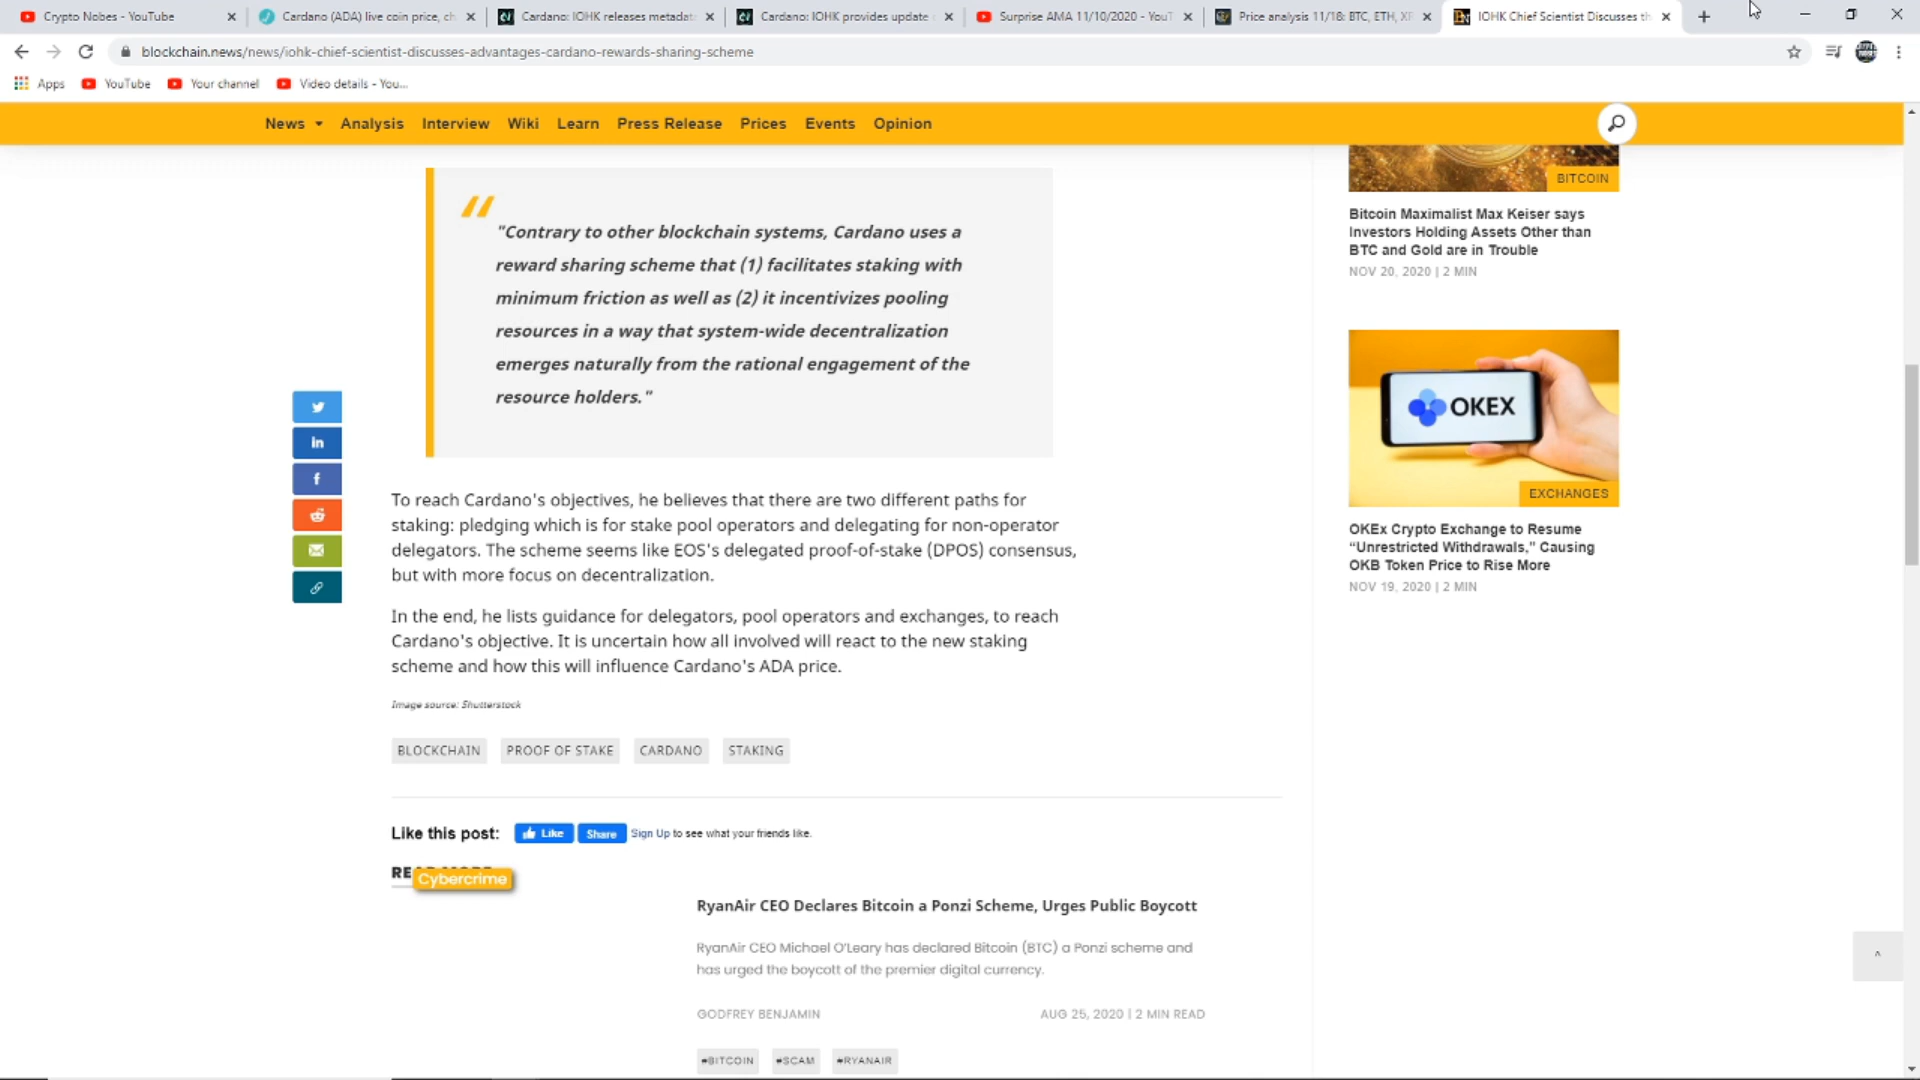 Crypto Nobes - YouTube
Cardano (ADA) live coin price, ch
Cardano: IOHK releases metadat
Cardano: IOHK provides update
Surprise AMA 11/10/2020 - YouT
Price analysis 11/18: BTC, ETH, XR
IOHK Chief Scientist Discusses th
blockchain.news/news/iohk-chief-scientist-discusses-advantages-cardano-rewards-sharing-scheme
Apps YouTube Your channel Video details - You...
News Analysis Interview Wiki Learn Press Release Prices Events Opinion
"Contrary to other blockchain systems, Cardano uses a
reward sharing scheme that (1) facilitates staking with
minimum friction as well as (2) it incentivizes pooling
resources in a way that system-wide decentralization
emerges naturally from the rational engagement of the
resource holders."
To reach Cardano's objectives, he believes that there are two different paths for
staking: pledging which is for stake pool operators and delegating for non-operator
delegators. The scheme seems like EOS's delegated proof-of-stake (DPOS) consensus,
but with more focus on decentralization.
In the end, he lists guidance for delegators, pool operators and exchanges, to reach
Cardano's objective. It is uncertain how all involved will react to the new staking
scheme and how this will influence Cardano's ADA price.
Image source: Shutterstock
BLOCKCHAIN PROOF OF STAKE CARDANO STAKING
Like this post: Like Share Sign Up to see what your friends like.
READ MORE
Cybercrime
RyanAir CEO Declares Bitcoin a Ponzi Scheme, Urges Public Boycott
RyanAir CEO Michael O'Leary has declared Bitcoin (BTC) a Ponzi scheme and
has urged the boycott of the premier digital currency.
GODFREY BENJAMIN AUG 25, 2020 | 2 MIN READ
#BITCOIN #SCAM #RYANAIR
BITCOIN
Bitcoin Maximalist Max Keiser says
Investors Holding Assets Other than
BTC and Gold are in Trouble
NOV 20, 2020 | 2 MIN
OKEX
EXCHANGES
OKEx Crypto Exchange to Resume
“Unrestricted Withdrawals,” Causing
OKB Token Price to Rise More
NOV 19, 2020 | 2 MIN